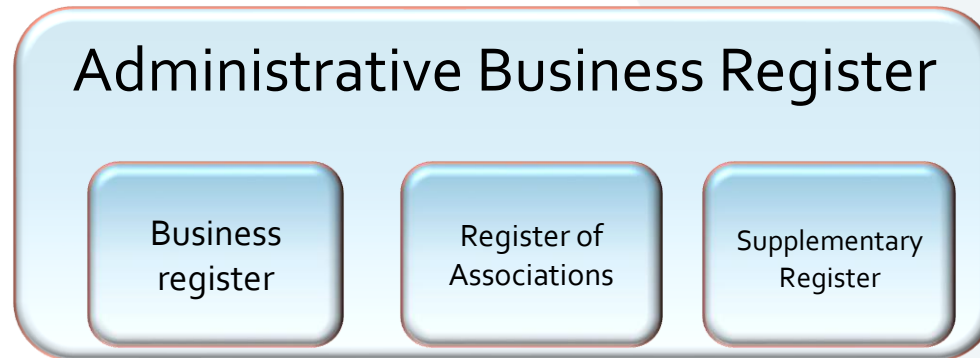 Administrative Business Register
Business
register
Register of
Associations
Supplementary
Register